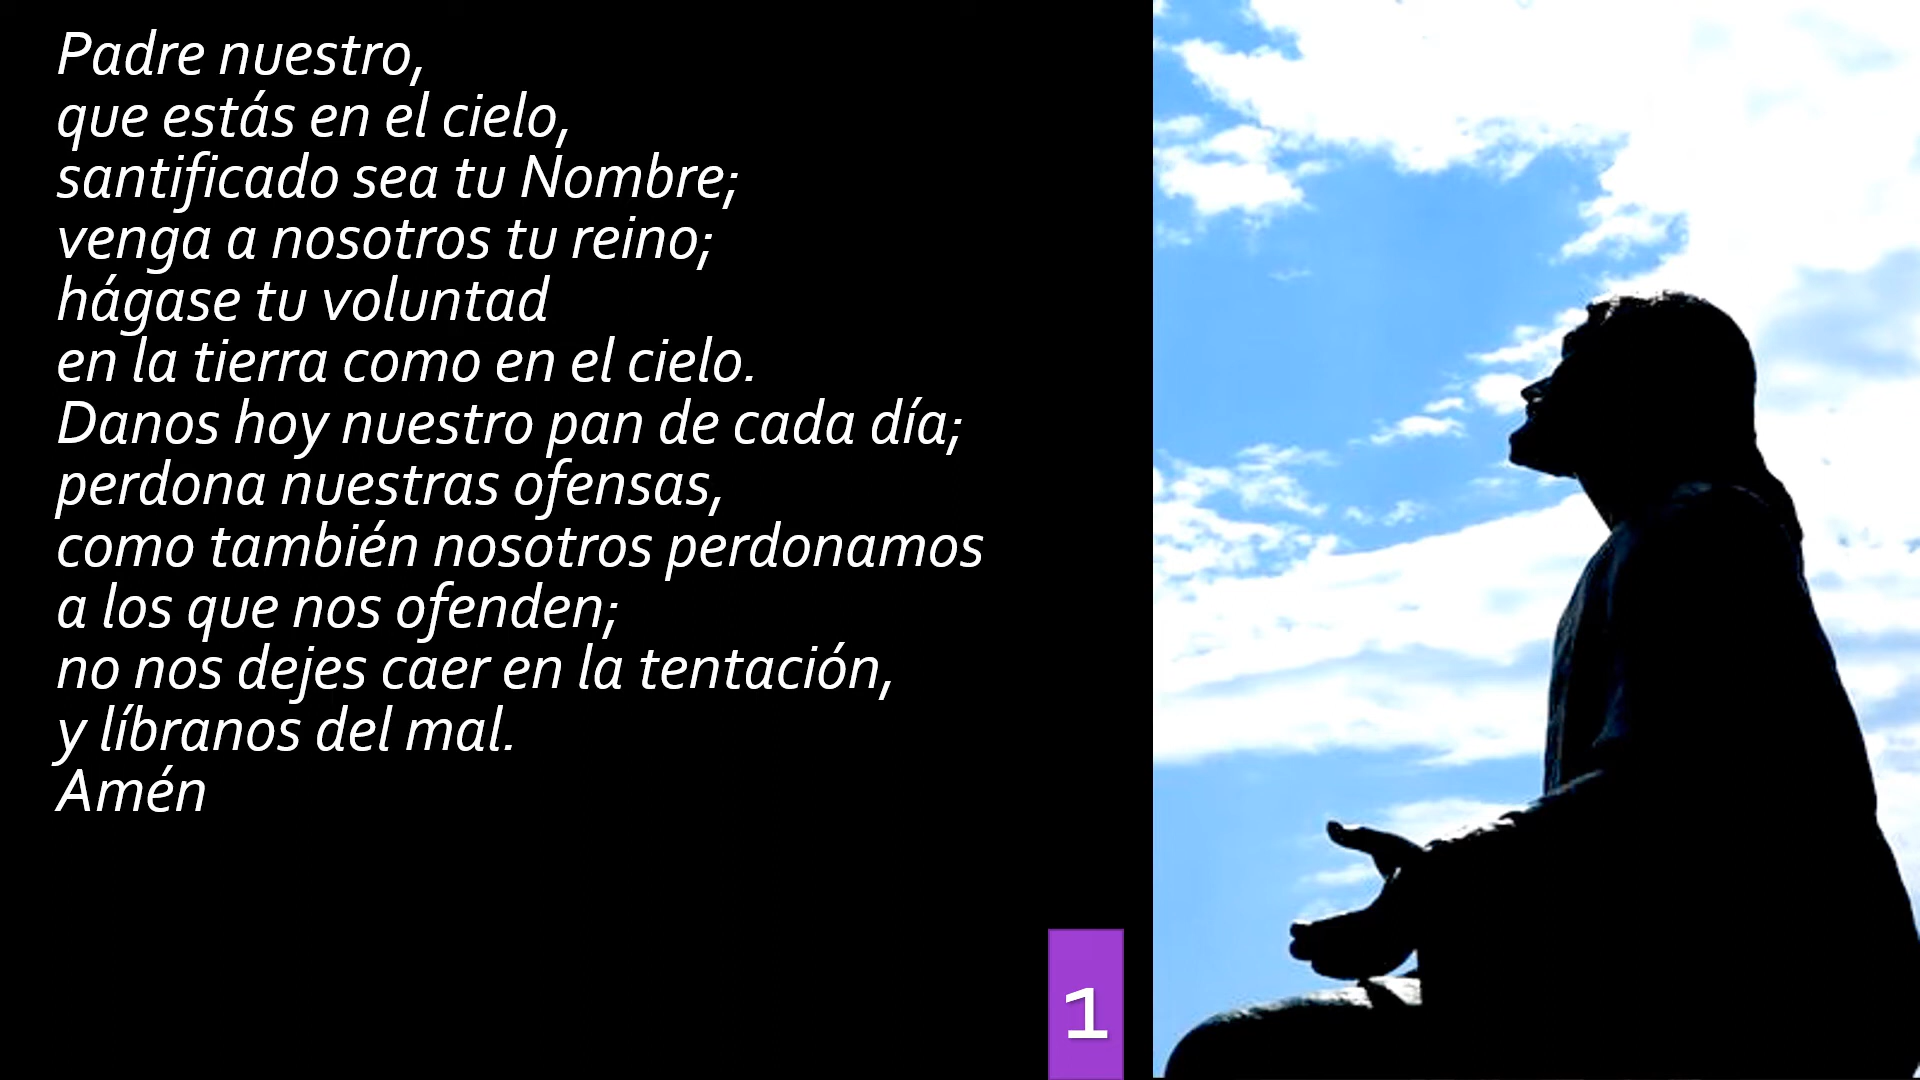 Padre nuestro,
que estás en el cielo,
santificado sea tu Nombre;
venga a nosotros tu reino;
hágase tu voluntad
en la tierra como en el cielo.
Danos hoy nuestro pan de cada día;
perdona nuestras ofensas,
como también nosotros perdonamos
a los que nos ofenden;
no nos dejes caer en la tentación,
y líbranos del mal.
Amén
1